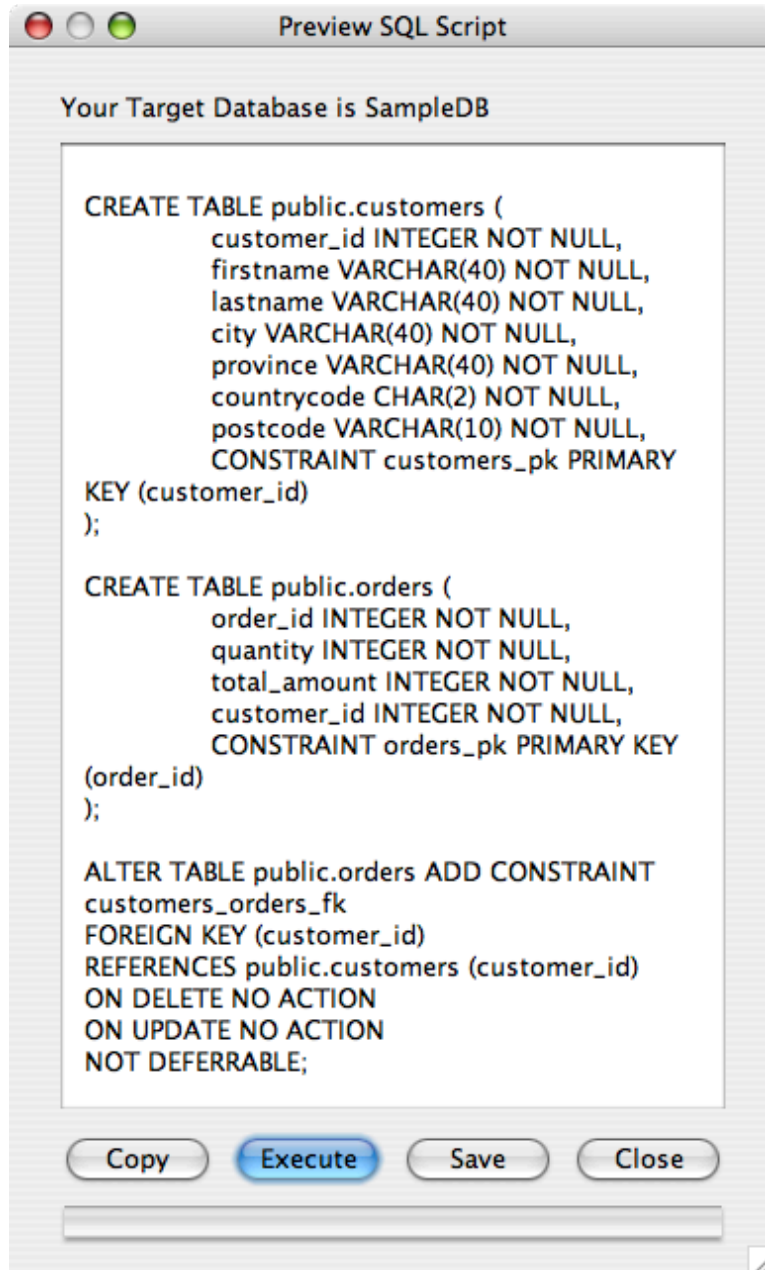 Preview SQL Script
Your Target Database is SampleDB
CREATE TABLE public.customers (
customer_id INTEGER NOT NULL,
firstname VARCHAR(40) NOT NULL,
lastname VARCHAR(40) NOT NULL,
city VARCHAR(40) NOT NULL,
province VARCHAR(40) NOT NULL,
countrycode CHAR(2) NOT NULL,
postcode VARCHAR(10) NOT NULL,
CONSTRAINT customers_pk PRIMARY
KEY (customer_id)
);
CREATE TABLE public.orders (
order_id INTEGER NOT NULL,
quantity INTEGER NOT NULL,
total_amount INTEGER NOT NULL,
customer_id INTEGER NOT NULL,
CONSTRAINT orders_pk PRIMARY KEY
(order_id)
);
ALTER TABLE public.orders ADD CONSTRAINT
customers_orders_fk
FOREIGN KEY (customer_id)
REFERENCES public.customers (customer_id)
ON DELETE NO ACTION
ON UPDATE NO ACTION
NOT DEFERRABLE;
Copy Execute Save Close